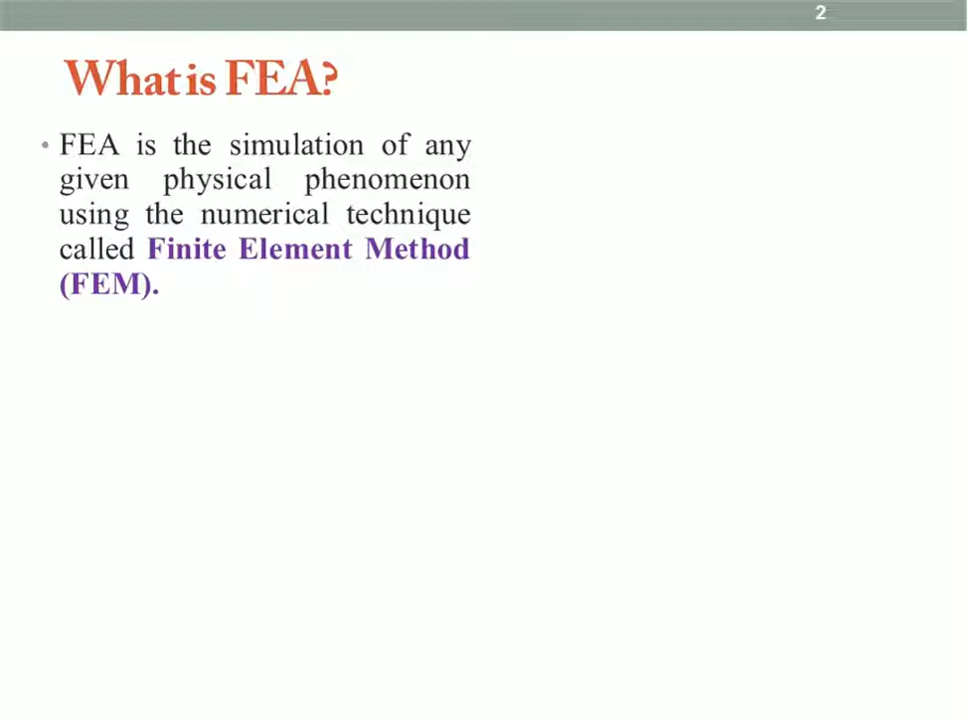 2
What is FEA?
• FEA is the simulation of any
given physical phenomenon
using the numerical technique
called Finite Element Method
(FEM).